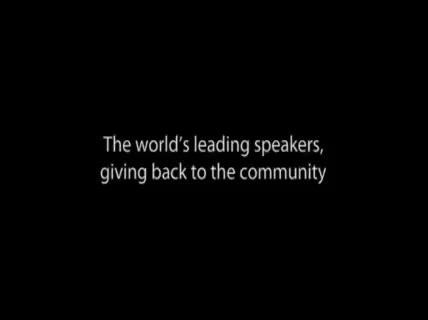 The world's leading speakers,
giving back to the community